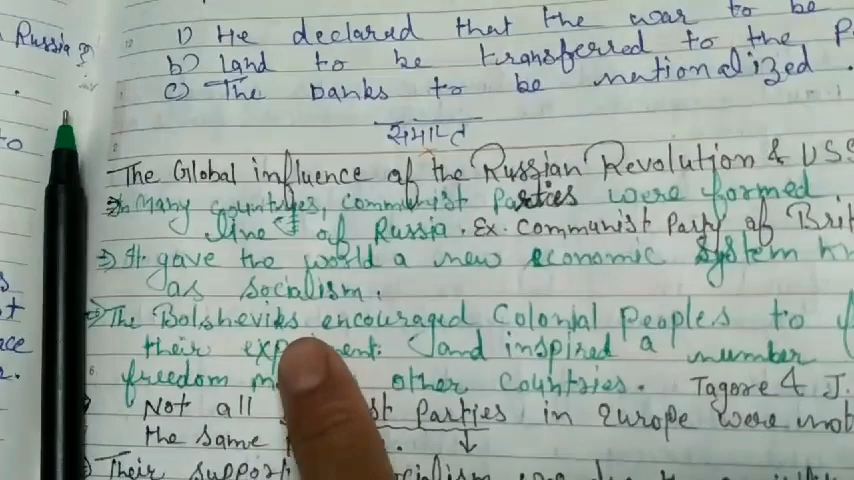 Russia?
1) He declared that the war to be
b) land to be transferred to the P
c) The banks to be nationalized.
समाप्त
The Global influence of the Russian Revolution & USS
In many countries, communist Parties were formed
line of Russia. Ex. Communist Party of Brit
It gave the world a new economic system kn
as socialism.
The Bolsheviks encouraged Colonial Peoples to f
their and inspired a number
freedom m other Countries. Tagore & J.
Not all st Parties in Europe were not
the same
Their support